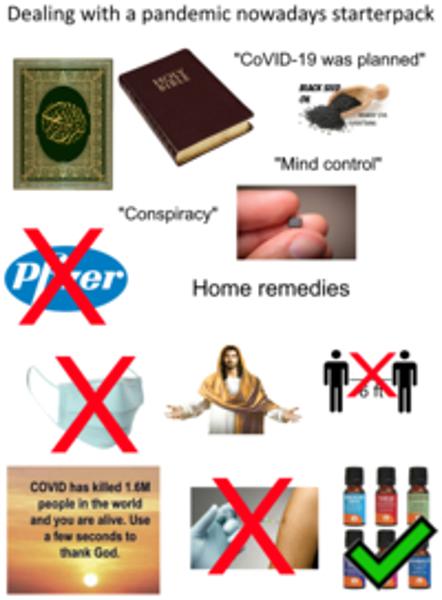 Dealing with a pandemic nowadays starterpack
"CoVID-19 was planned"
HOLY
BIBLE
BLACK SEED
OIL
"Mind control"
"Conspiracy"
Pfizer
Home remedies
6 ft
COVID has killed 1.6M
people in the world
and you are alive. Use
a few seconds to
thank God.